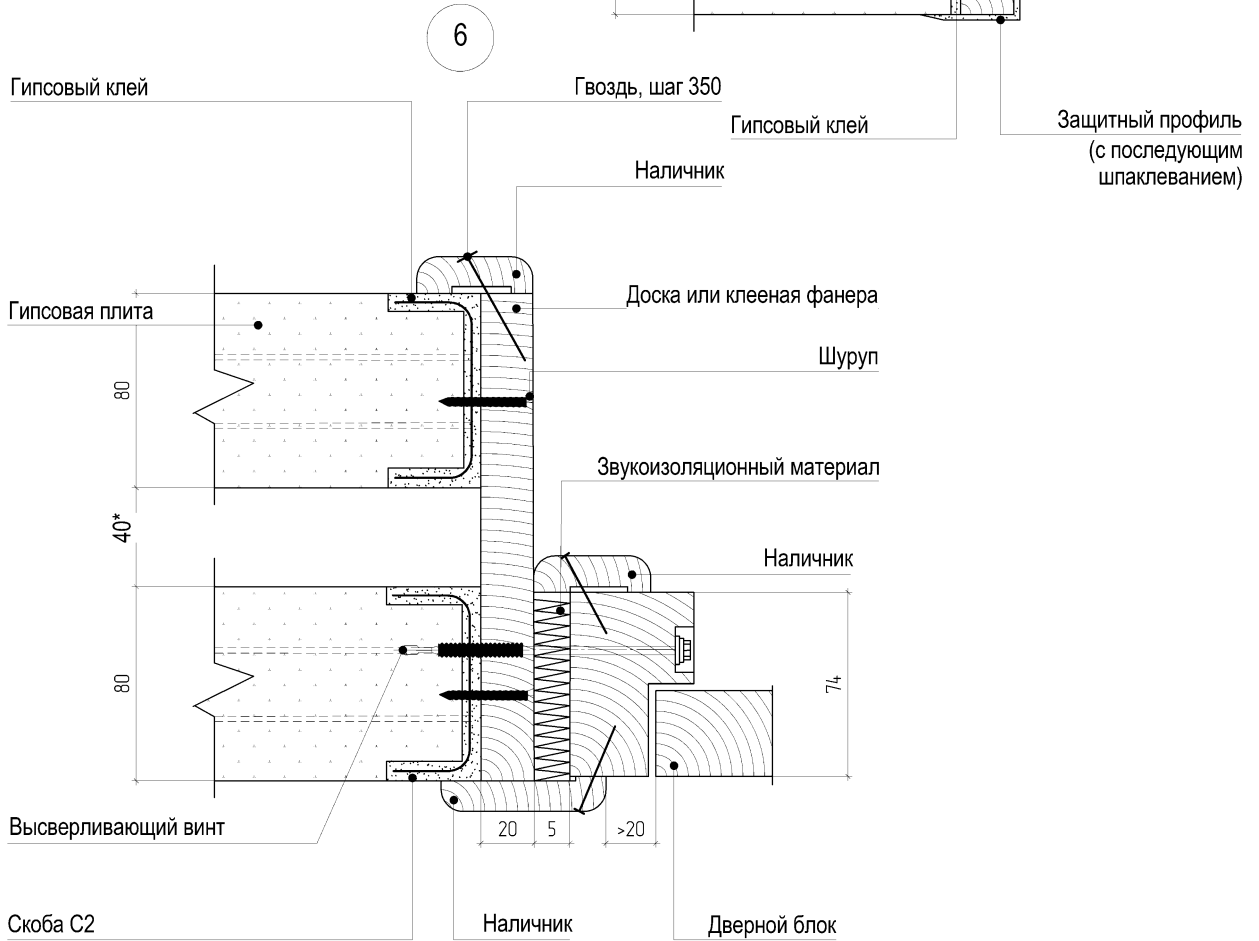 6
Гипсовый клей
Гвоздь, шаг 350
Гипсовый клей
Защитный профиль
(с последующим
шпаклеванием)
Наличник
Гипсовая плита
Доска или клееная фанера
Шуруп
80
Звукоизоляционный материал
40*
Наличник
80
74
Высверливающий винт
20
5
>20
Скоба С2
Наличник
Дверной блок